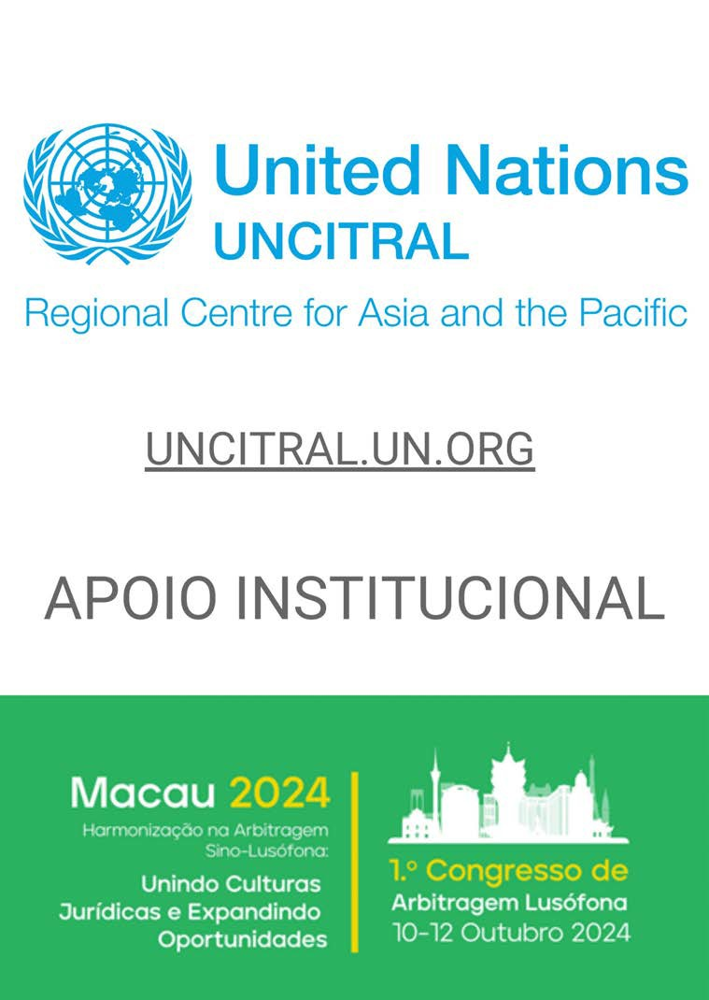 United Nations
UNCITRAL
Regional Centre for Asia and the Pacific
UNCITRAL.UN.ORG
APOIO INSTITUCIONAL
Macau 2024
Harmonização na Arbitragem
Sino-Lusófona:
Unindo Culturas
Jurídicas e Expandindo
Oportunidades
1.º Congresso de
Arbitragem Lusófona
10-12 Outubro 2024